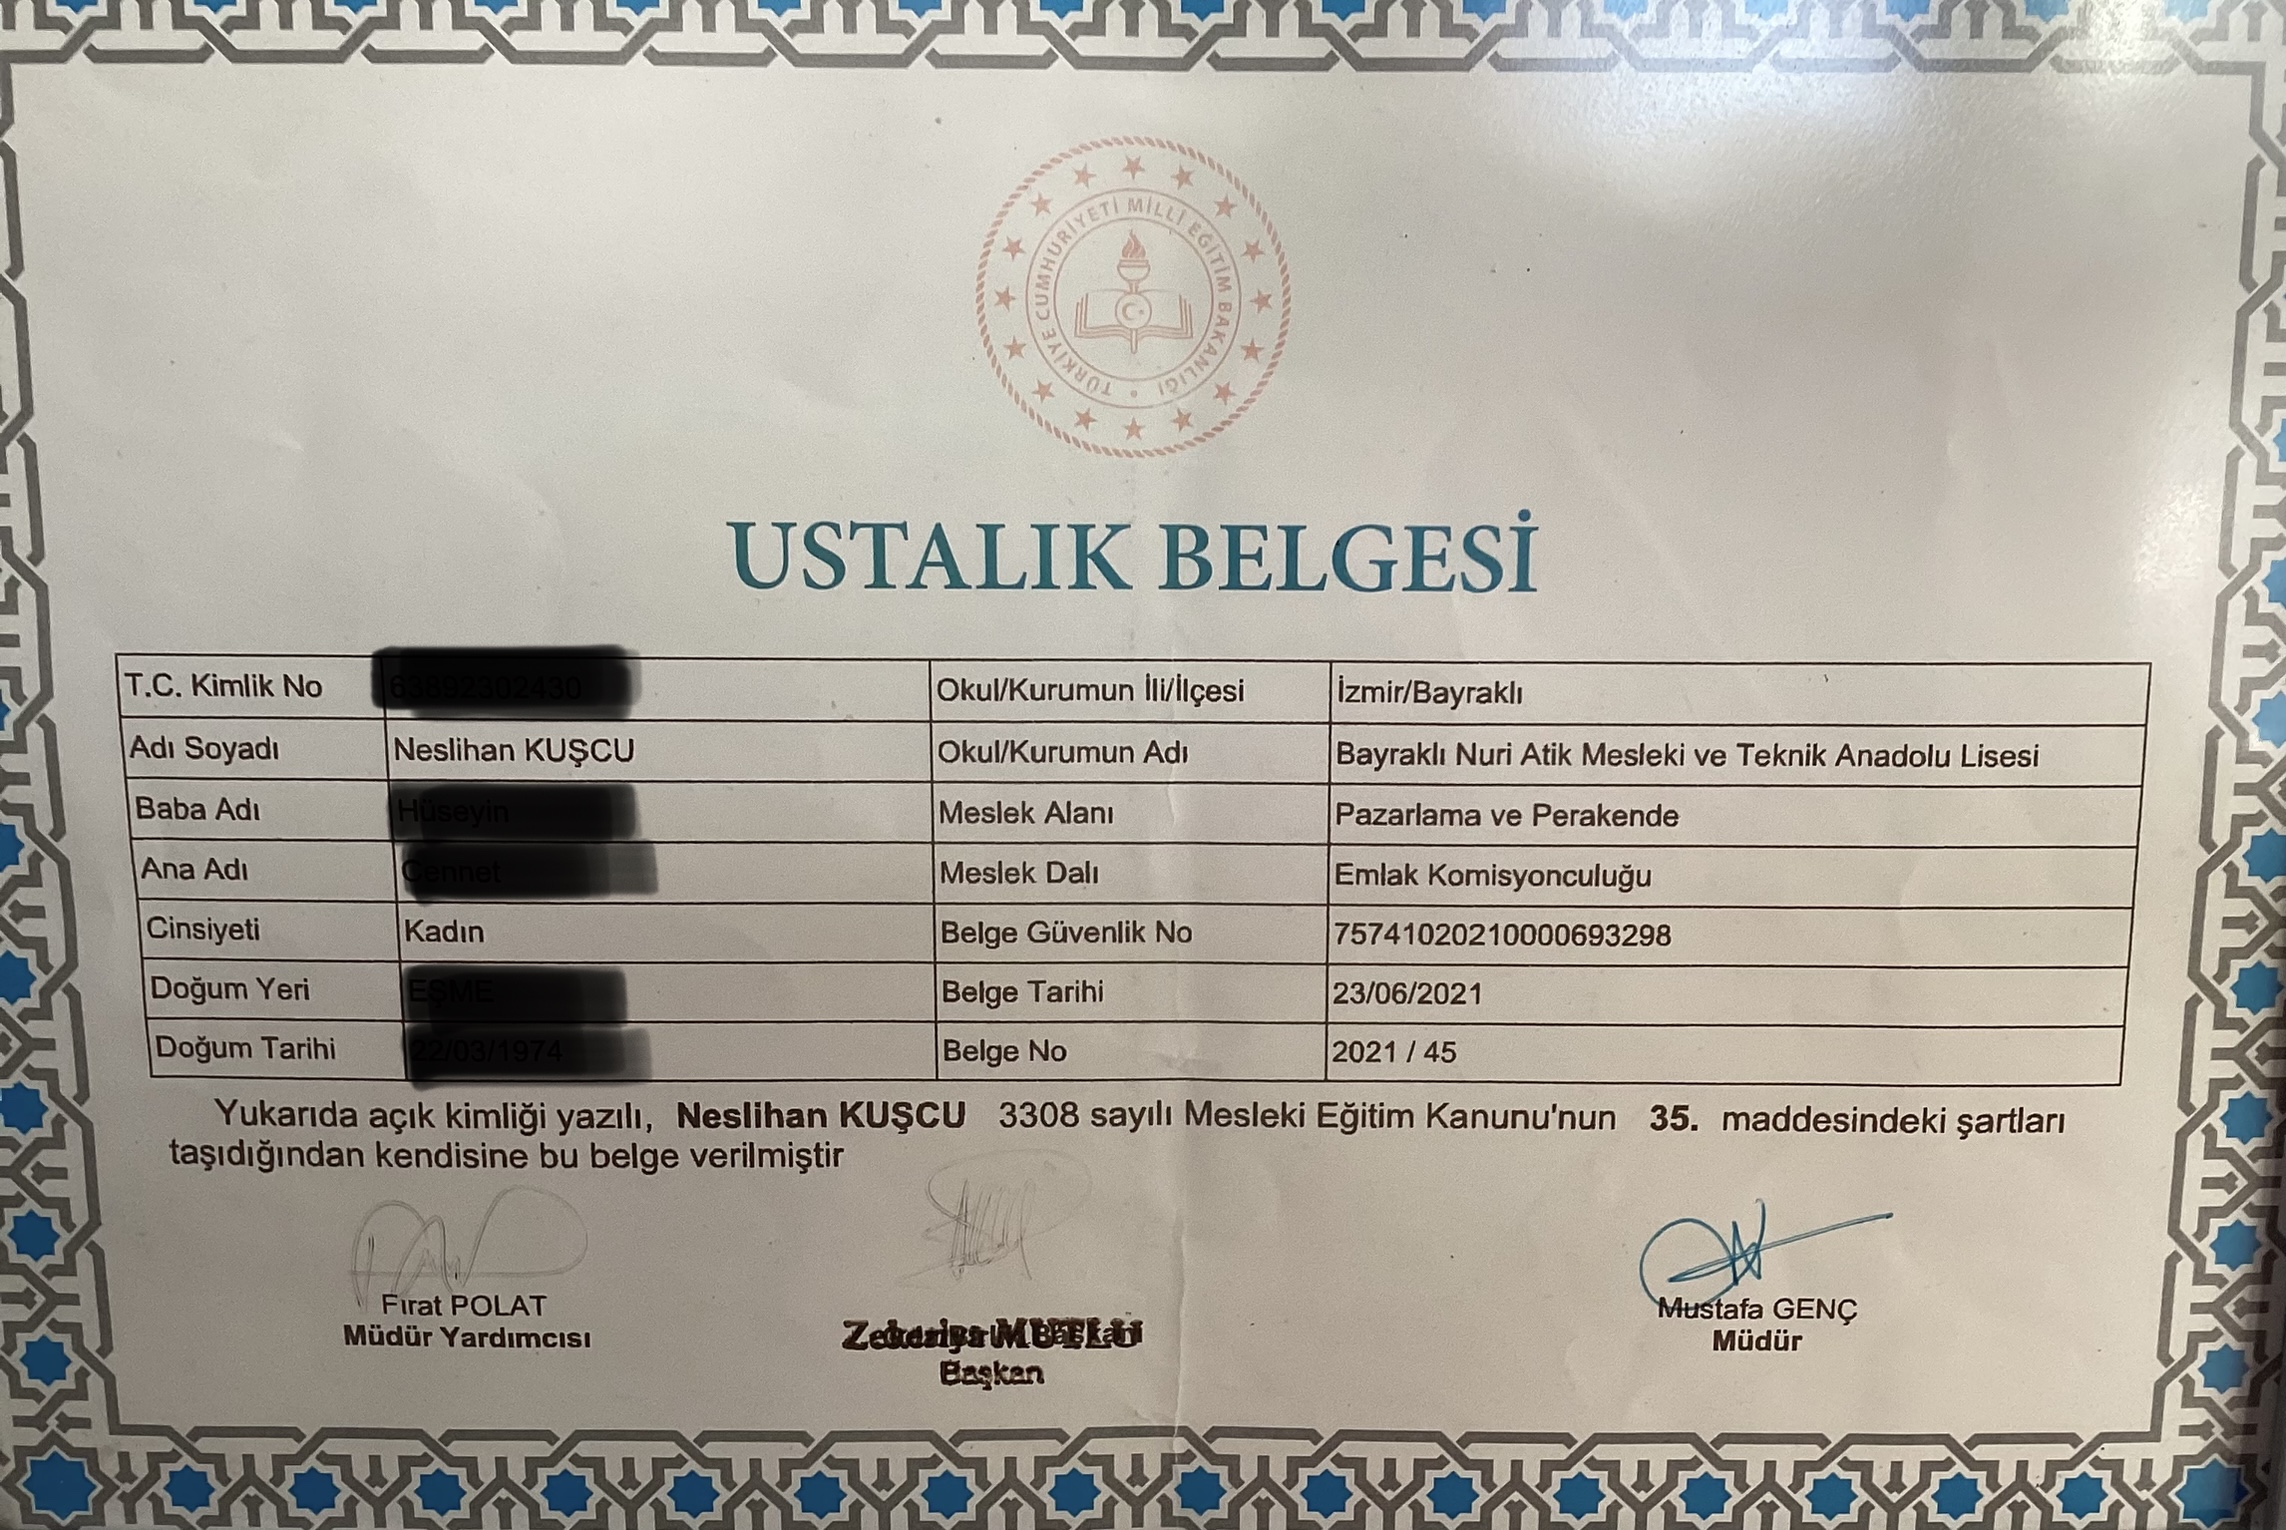 TÜRKİYE CUMHURİYETİ MİLLÎ EĞİTİM BAKANLIĞI
USTALIK BELGESİ
T.C. Kimlik No Okul/Kurumun İli/İlçesi İzmir/Bayraklı
Adı Soyadı Neslihan KUŞCU Okul/Kurumun Adı Bayraklı Nuri Atik Mesleki ve Teknik Anadolu Lisesi
Baba Adı Meslek Alanı Pazarlama ve Perakende
Ana Adı Meslek Dalı Emlak Komisyonculuğu
Cinsiyeti Kadın Belge Güvenlik No 75741020210000693298
Doğum Yeri Belge Tarihi 23/06/2021
Doğum Tarihi Belge No 2021 / 45
Yukarıda açık kimliği yazılı, Neslihan KUŞCU 3308 sayılı Mesleki Eğitim Kanunu'nun 35. maddesindeki şartları
taşıdığından kendisine bu belge verilmiştir
Fırat POLAT
Müdür Yardımcısı
MUTLU
Başkan
Mustafa GENÇ
Müdür